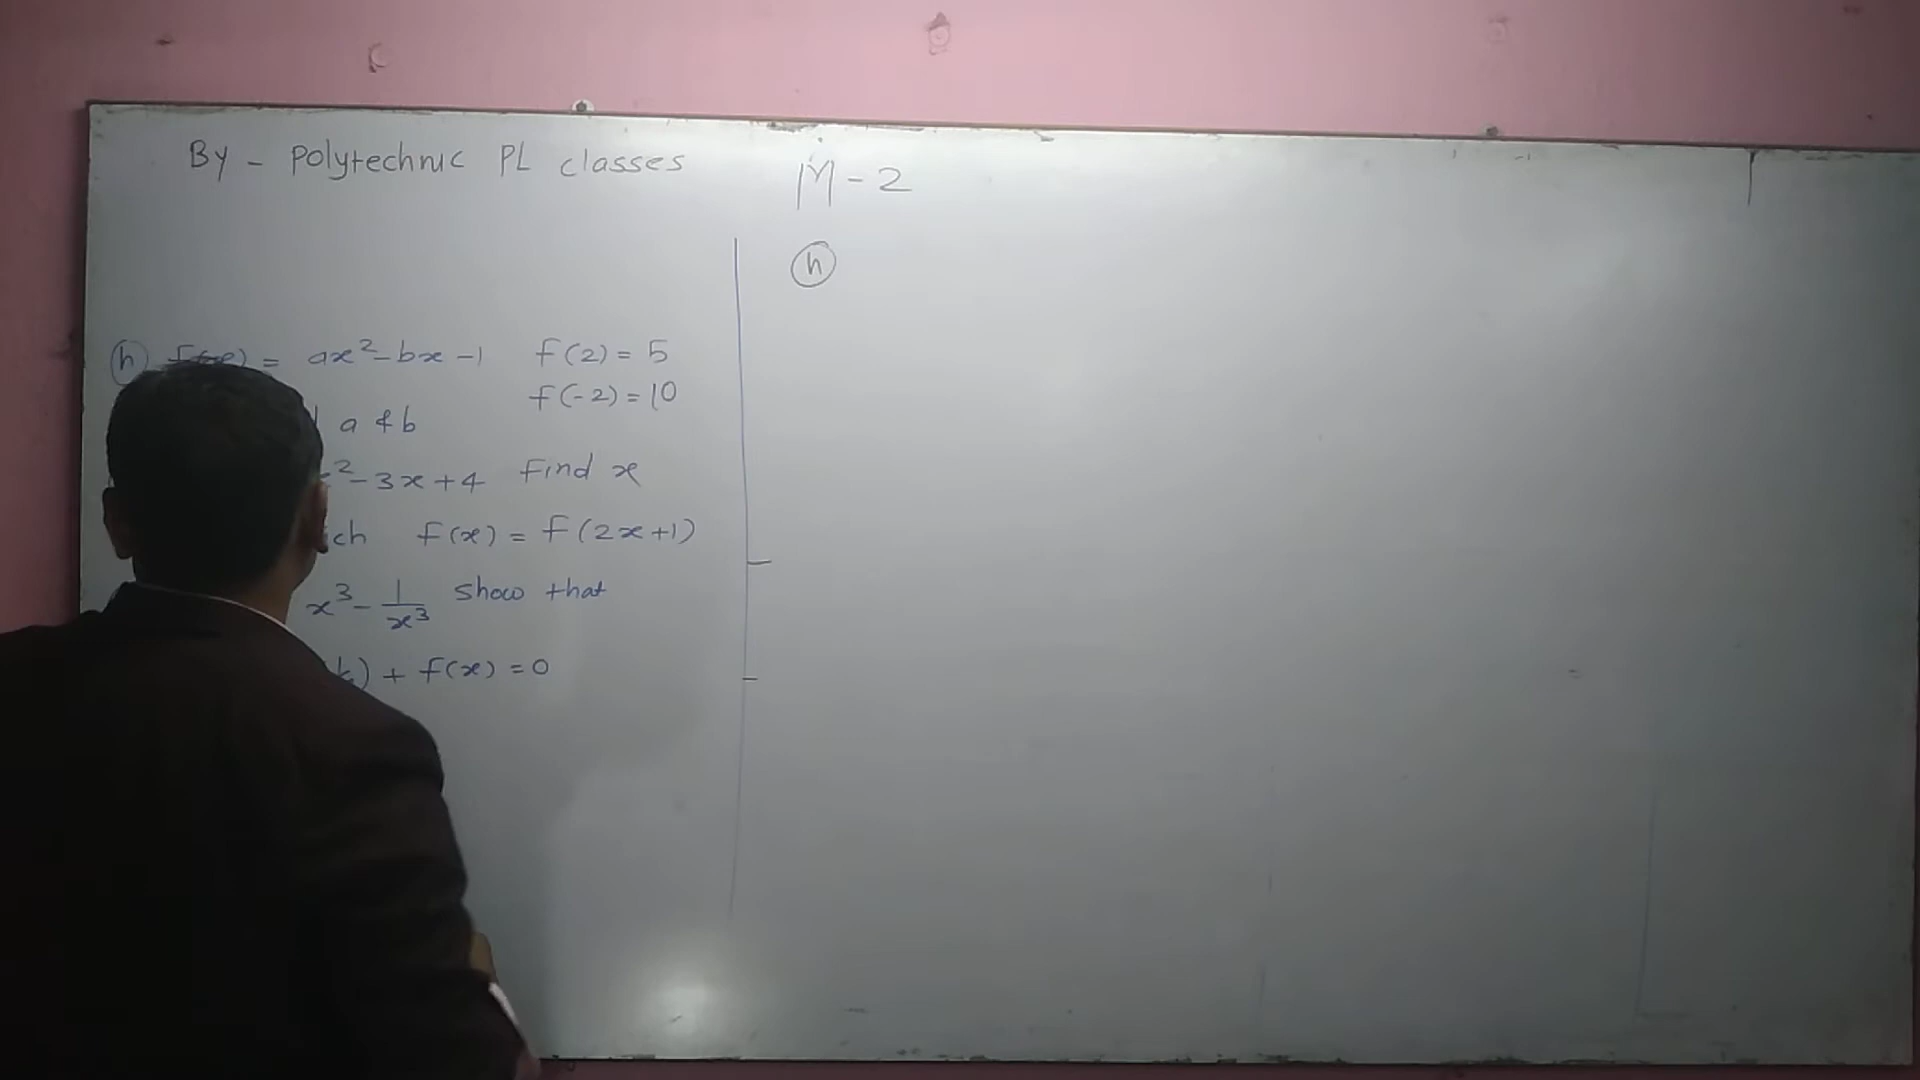 By - Polytechnic PL classes
M - 2
(h)
(h) f(x) = ax² - bx - 1 f(2) = 5
f(-2) = 10
a & b
² - 3x + 4 Find x
f(x) = f(2x+1)
x³ - 1/x³ show that
) + f(x) = 0